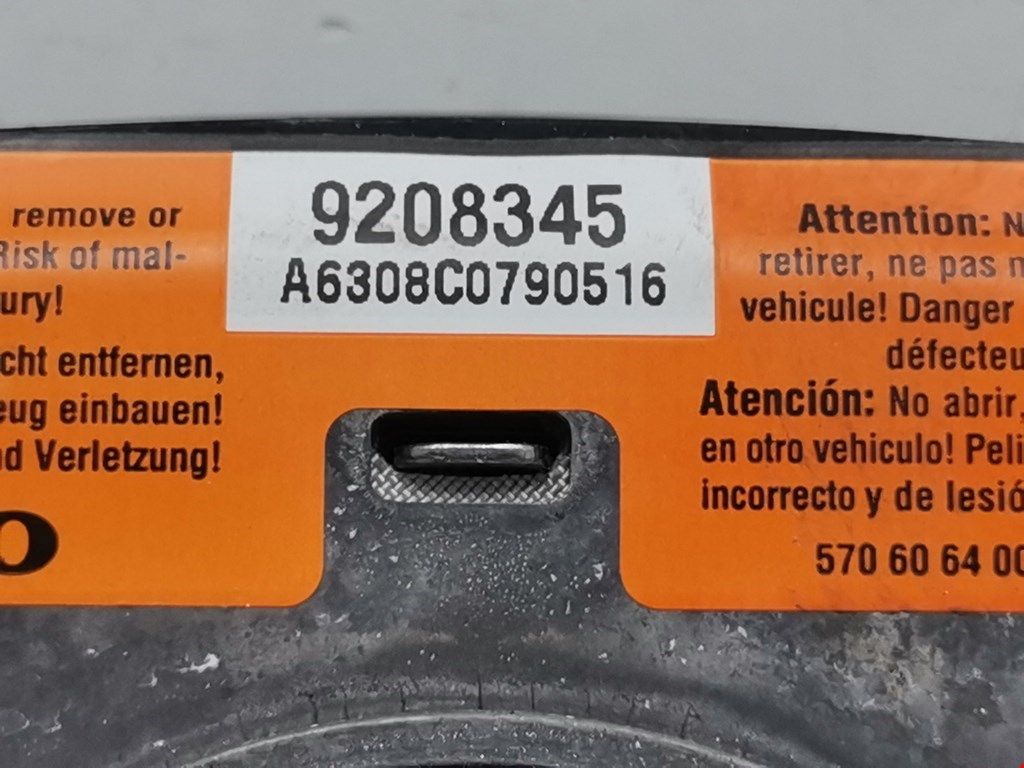 remove or
Risk of mal-
ury!
cht entfernen,
eug einbauen!
nd Verletzung!
o
9208345
A6308C0790516
Attention: N
retirer, ne pas
vehicule! Danger
défecteu
Atención: No abrir,
en otro vehiculo! Peli
incorrecto y de lesió
570 60 64 00